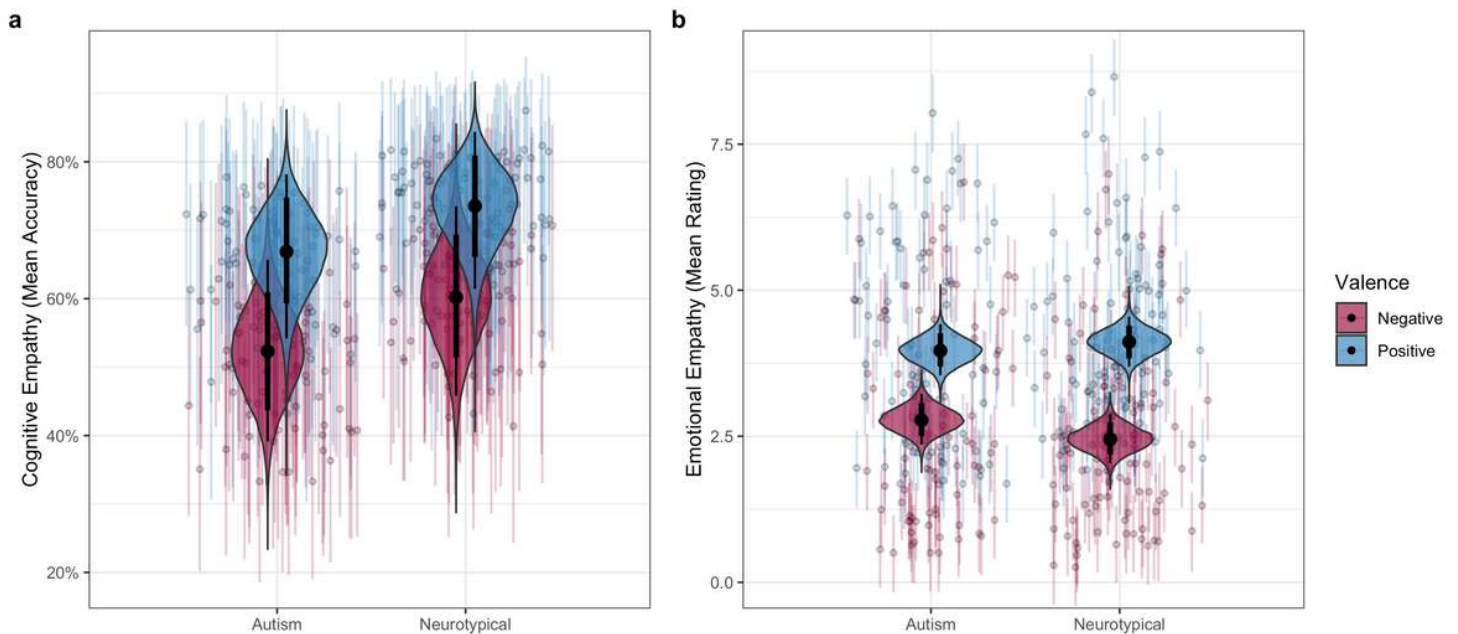 a
Cognitive Empathy (Mean Accuracy)
80%
60%
40%
20%
Autism
Neurotypical
b
Emotional Empathy (Mean Rating)
7.5
5.0
2.5
0.0
Autism
Neurotypical
Valence
Negative
Positive